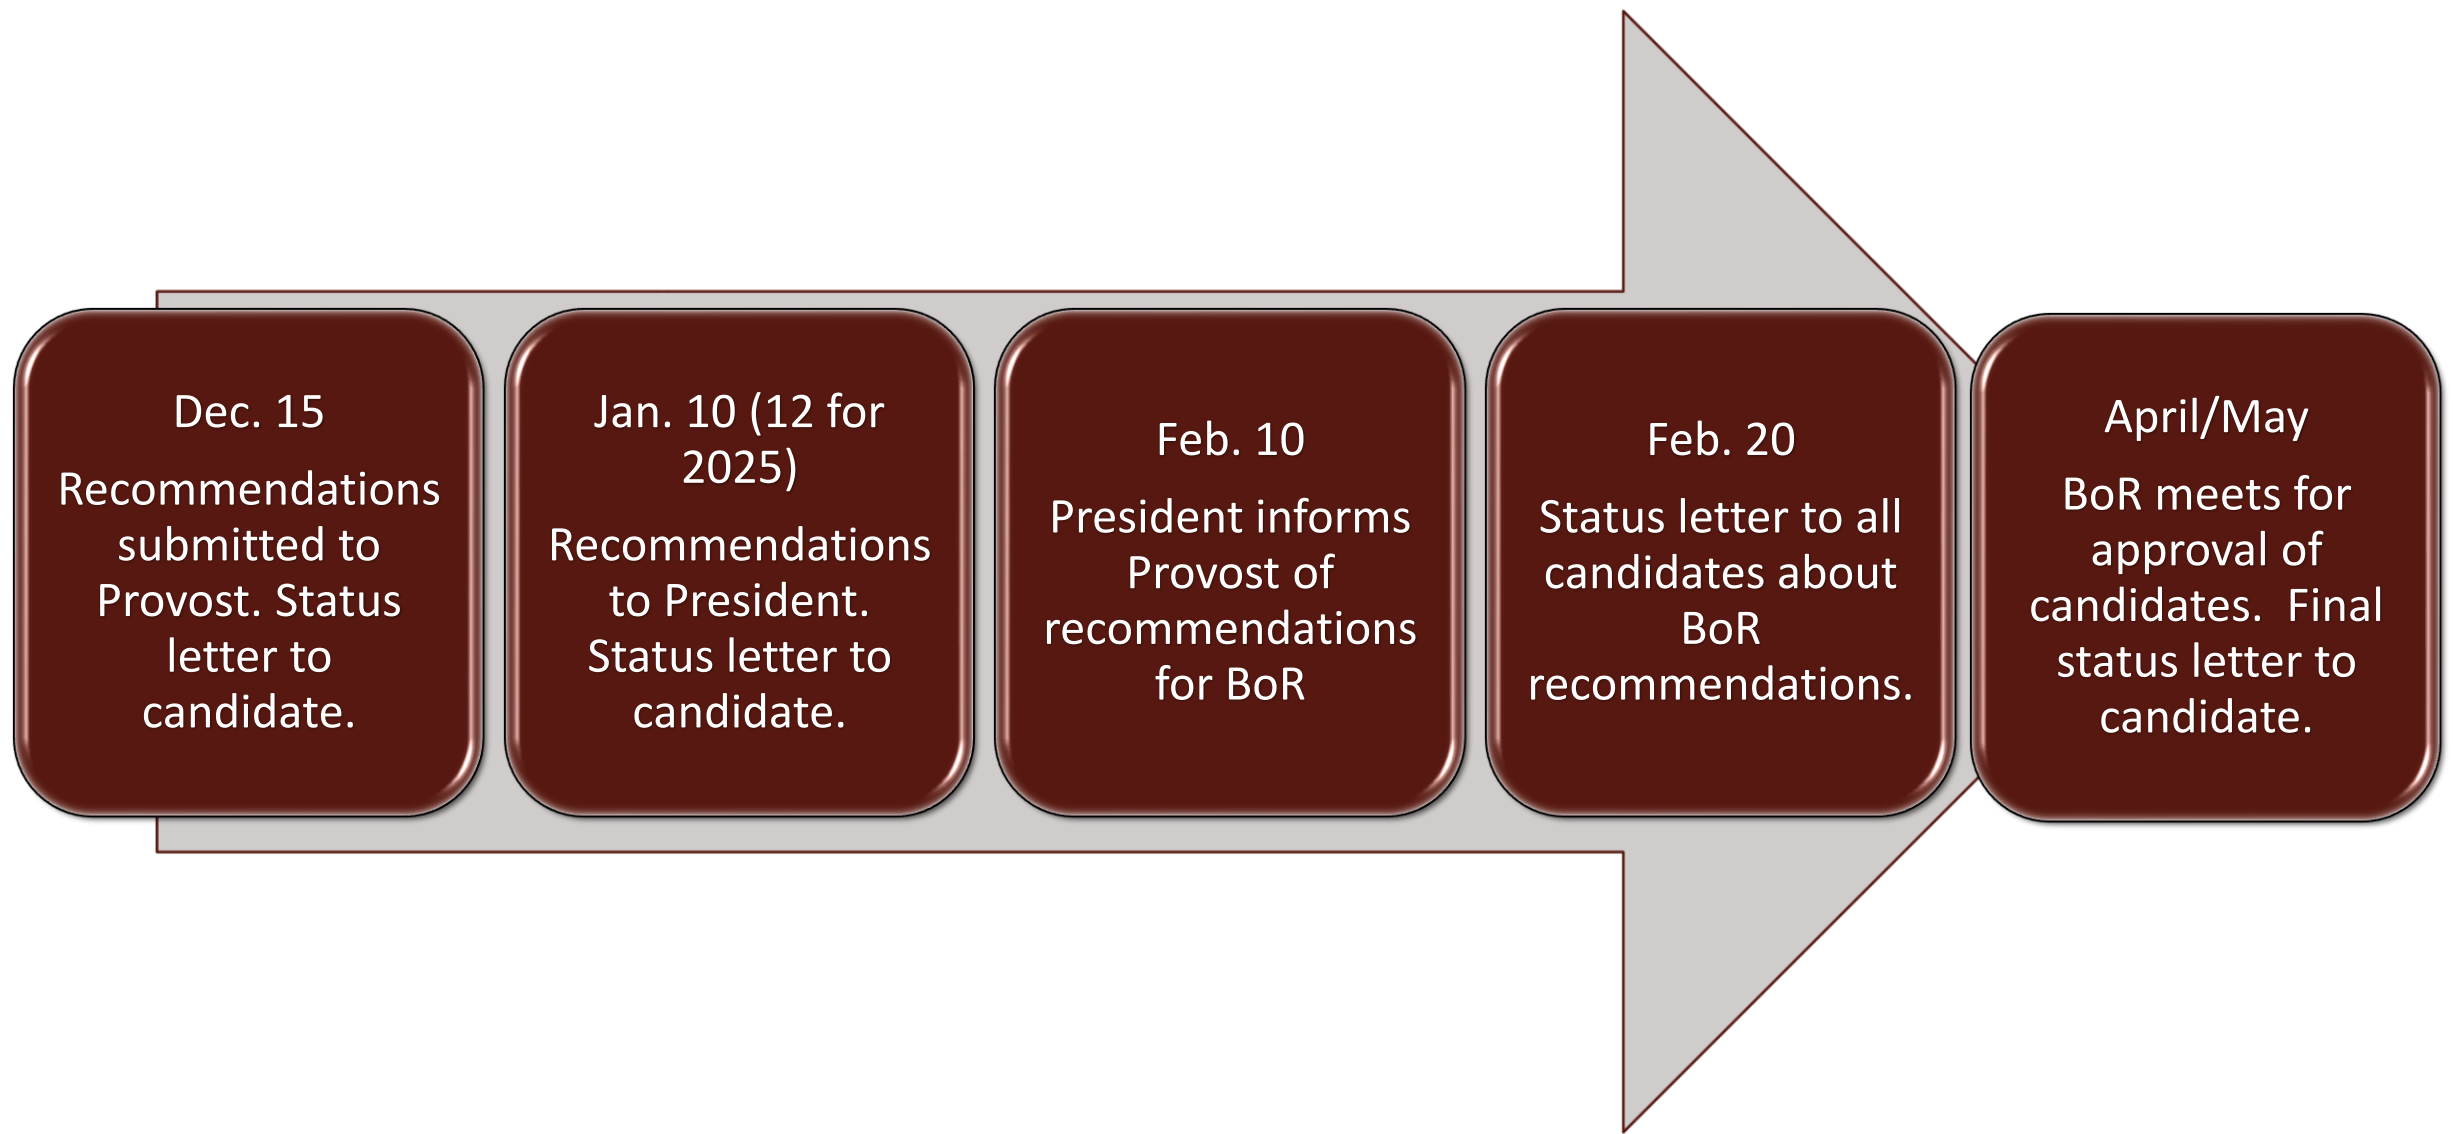 Dec. 15
Recommendations
submitted to
Provost. Status
letter to
candidate.
Jan. 10 (12 for
2025)
Recommendations
to President.
Status letter to
candidate.
Feb. 10
President informs
Provost of
recommendations
for BoR
Feb. 20
Status letter to all
candidates about
BoR
recommendations.
April/May
BoR meets for
approval of
candidates.  Final
status letter to
candidate.